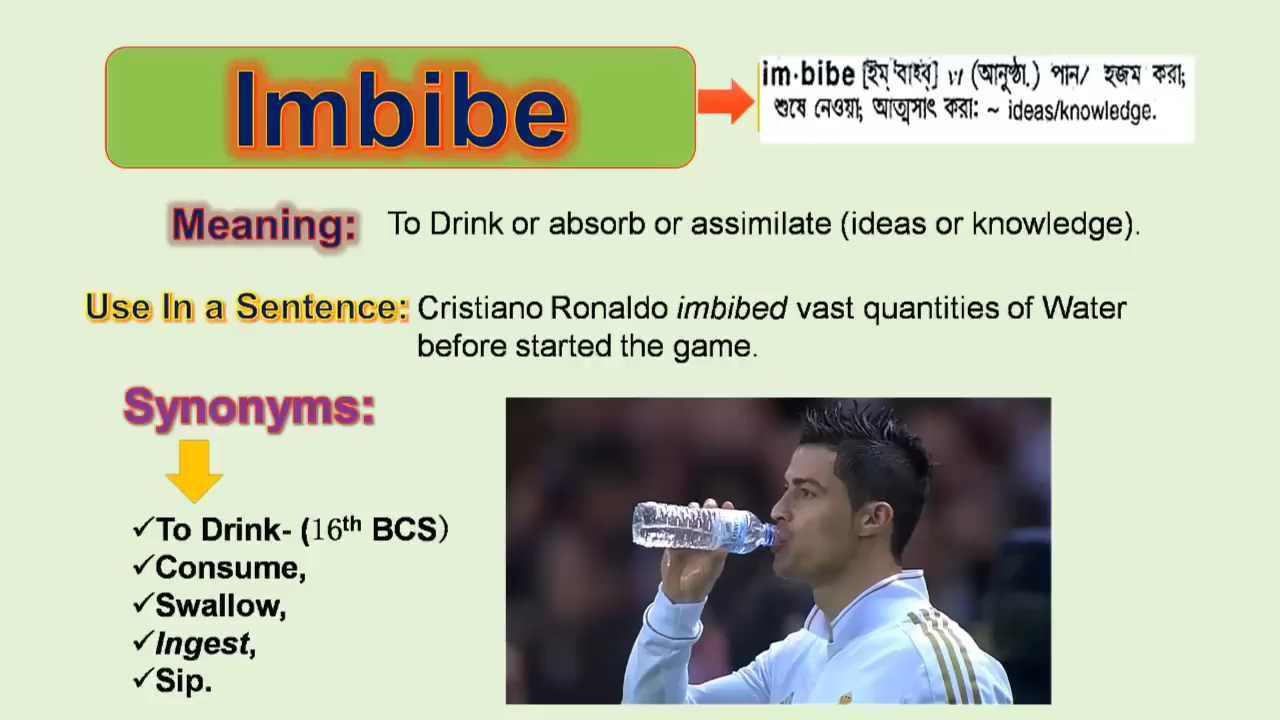 Imbibe
im·bibe [ইম্ 'বাইব্] vt (আনুষ্ঠা.) পান/ হজম করা;
শুষে নেওয়া; আত্মসাৎ করা: ~ ideas/knowledge.
Meaning: To Drink or absorb or assimilate (ideas or knowledge).
Use In a Sentence: Cristiano Ronaldo imbibed vast quantities of Water
before started the game.
Synonyms:
✓To Drink- (16th BCS)
✓Consume,
✓Swallow,
✓Ingest,
✓Sip.